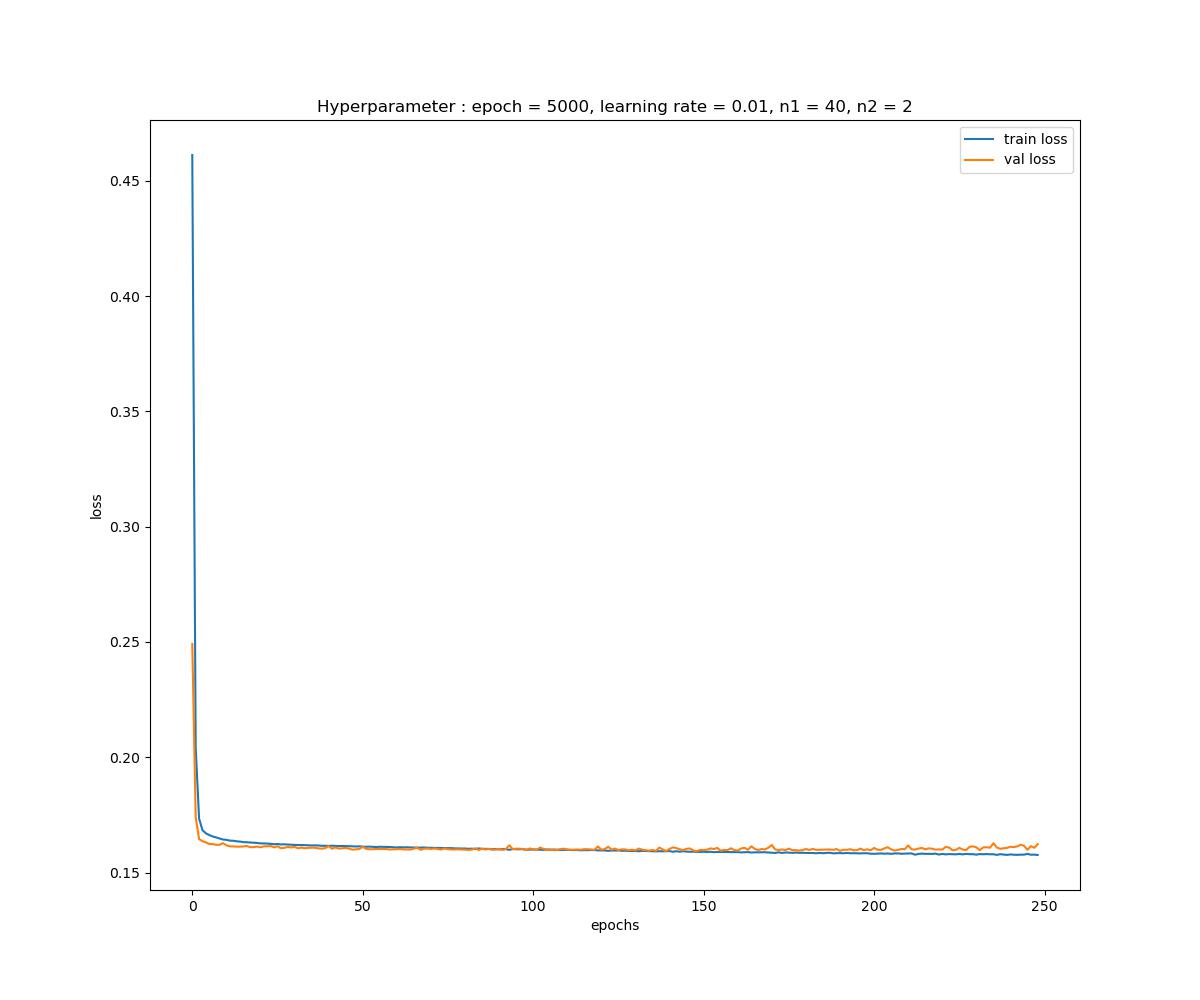 Hyperparameter : epoch = 5000, learning rate = 0.01, n1 = 40, n2 = 2
train loss
val loss
0.45
0.40
0.35
0.30
0.25
0.20
0.15
loss
0 50 100 150 200 250
epochs